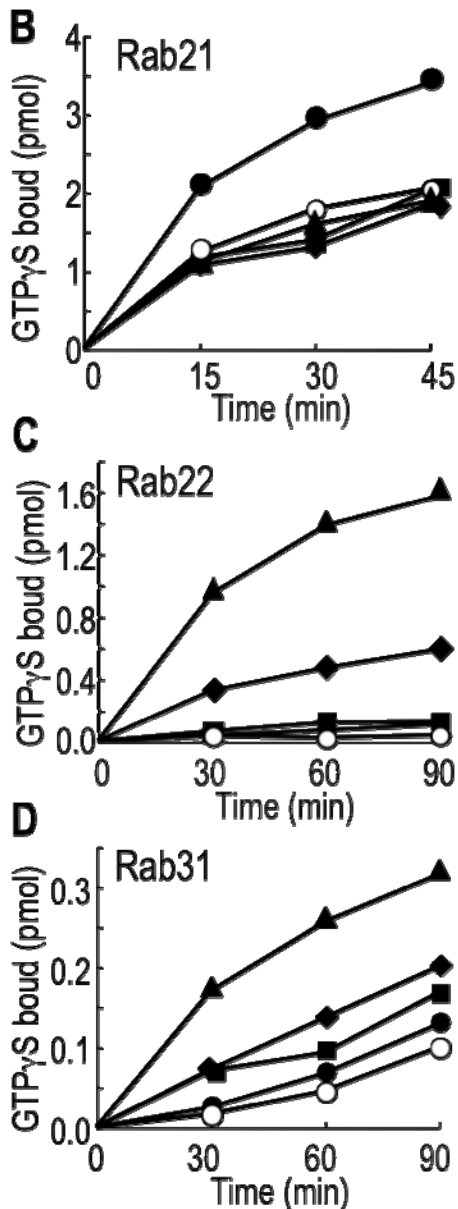 B
Rab21
GTPγS boud (pmol)
4
3
2
1
0
0 15 30 45
Time (min)
C
Rab22
GTPγS boud (pmol)
1.6
1.2
0.8
0.4
0.0
0 30 60 90
Time (min)
D
Rab31
GTPγS boud (pmol)
0.3
0.2
0.1
0.0
0 30 60 90
Time (min)